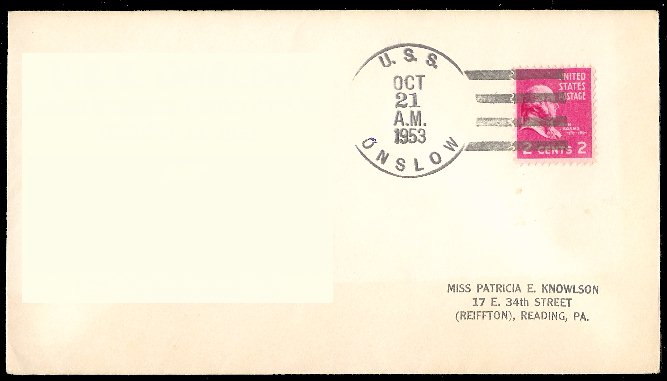 U.S.S.
OCT
21
A.M.
1953
ONSLOW
UNITED
STATES
POSTAGE
ADAMS
2 CENTS 2
MISS PATRICIA E. KNOWLSON
17 E. 34th STREET
(REIFFTON), READING, PA.